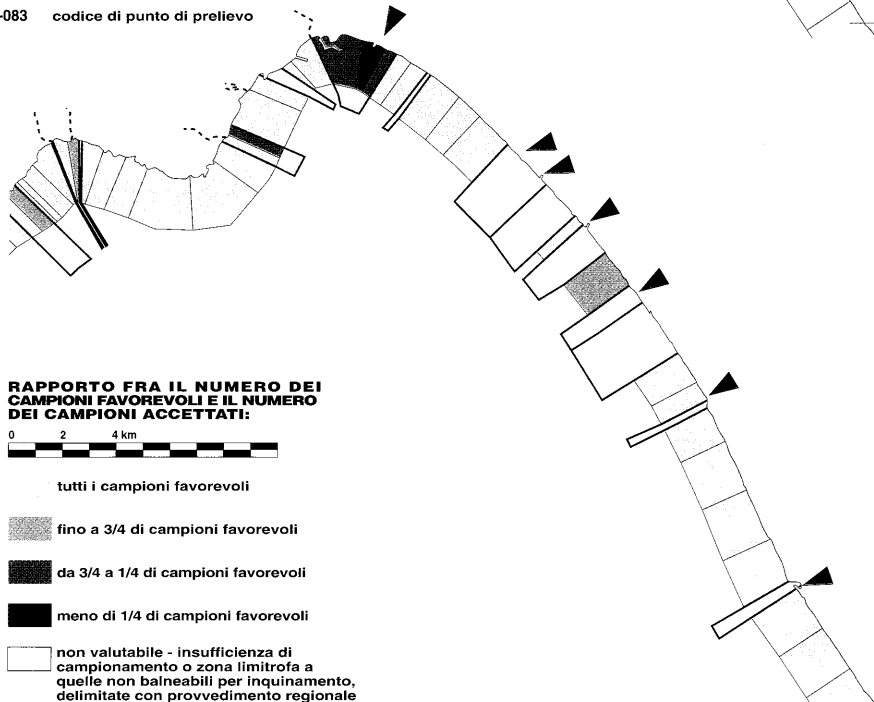 -083 codice di punto di prelievo
RAPPORTO FRA IL NUMERO DEI
CAMPIONI FAVOREVOLI E IL NUMERO
DEI CAMPIONI ACCETTATI:
0 2 4 km
tutti i campioni favorevoli
fino a 3/4 di campioni favorevoli
da 3/4 a 1/4 di campioni favorevoli
meno di 1/4 di campioni favorevoli
non valutabile - insufficienza di
campionamento o zona limitrofa a
quelle non balneabili per inquinamento,
delimitate con provvedimento regionale